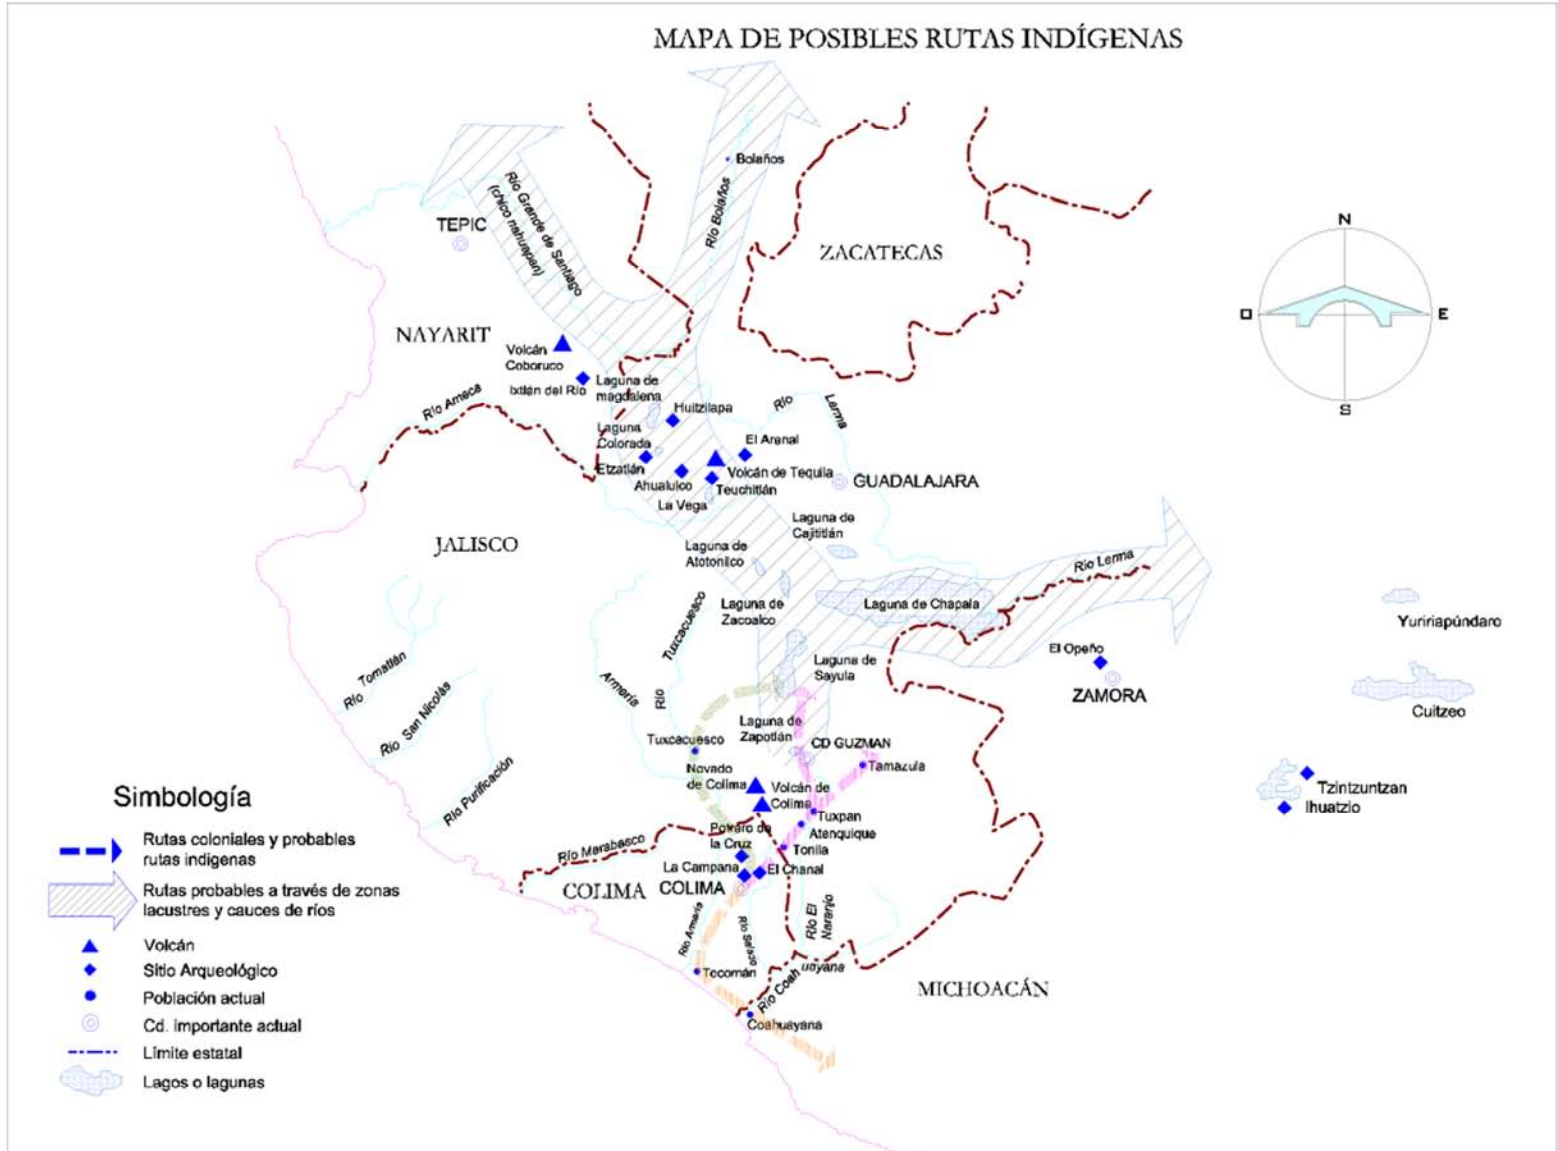 MAPA DE POSIBLES RUTAS INDÍGENAS
Bolaños
Río Bolaños
Río Grande de Santiago
(chico nahuapan)
TEPIC
ZACATECAS
N
O
E
S
NAYARIT
Volcán
Coboruco
Ixtlán del Río
Laguna de
magdalena
Río Ameca
Huitzilapa
Río
Lerma
Laguna
Colorada
El Arenal
Etzatlán
Ahualulco
Volcán de Tequila
Teuchitlán
GUADALAJARA
La Vega
Laguna de
Cajititlán
JALISCO
Laguna de
Atotonilco
Río Lerma
Laguna de
Zacoalco
Laguna de Chapala
Yuririapúndaro
Tuxcacuesco
Río
El Opeño
Laguna de
Sayula
Río Tomatlán
Armería
ZAMORA
Cuitzeo
Río San Nicolás
Laguna de
Zapotlán
Tuxcacuesco
CD GUZMAN
Tamazula
Novado
de Colima
Volcán de
Colima
Tzintzuntzan
Ihuatzio
Río Purificación
Tuxpan
Atenquique
la Cruz
Tonila
Río Marabasco
La Campana
El Chanal
COLIMA
COLIMA
Río Armería
Río Salado
Río El
Naranjo
Tecomán
Río Coah
uayana
MICHOACÁN
Coahuayana
Simbología
Rutas coloniales y probables
rutas indígenas
Rutas probables a través de zonas
lacustres y cauces de ríos
Volcán
Sitio Arqueológico
Población actual
Cd. Importante actual
Límite estatal
Lagos o lagunas